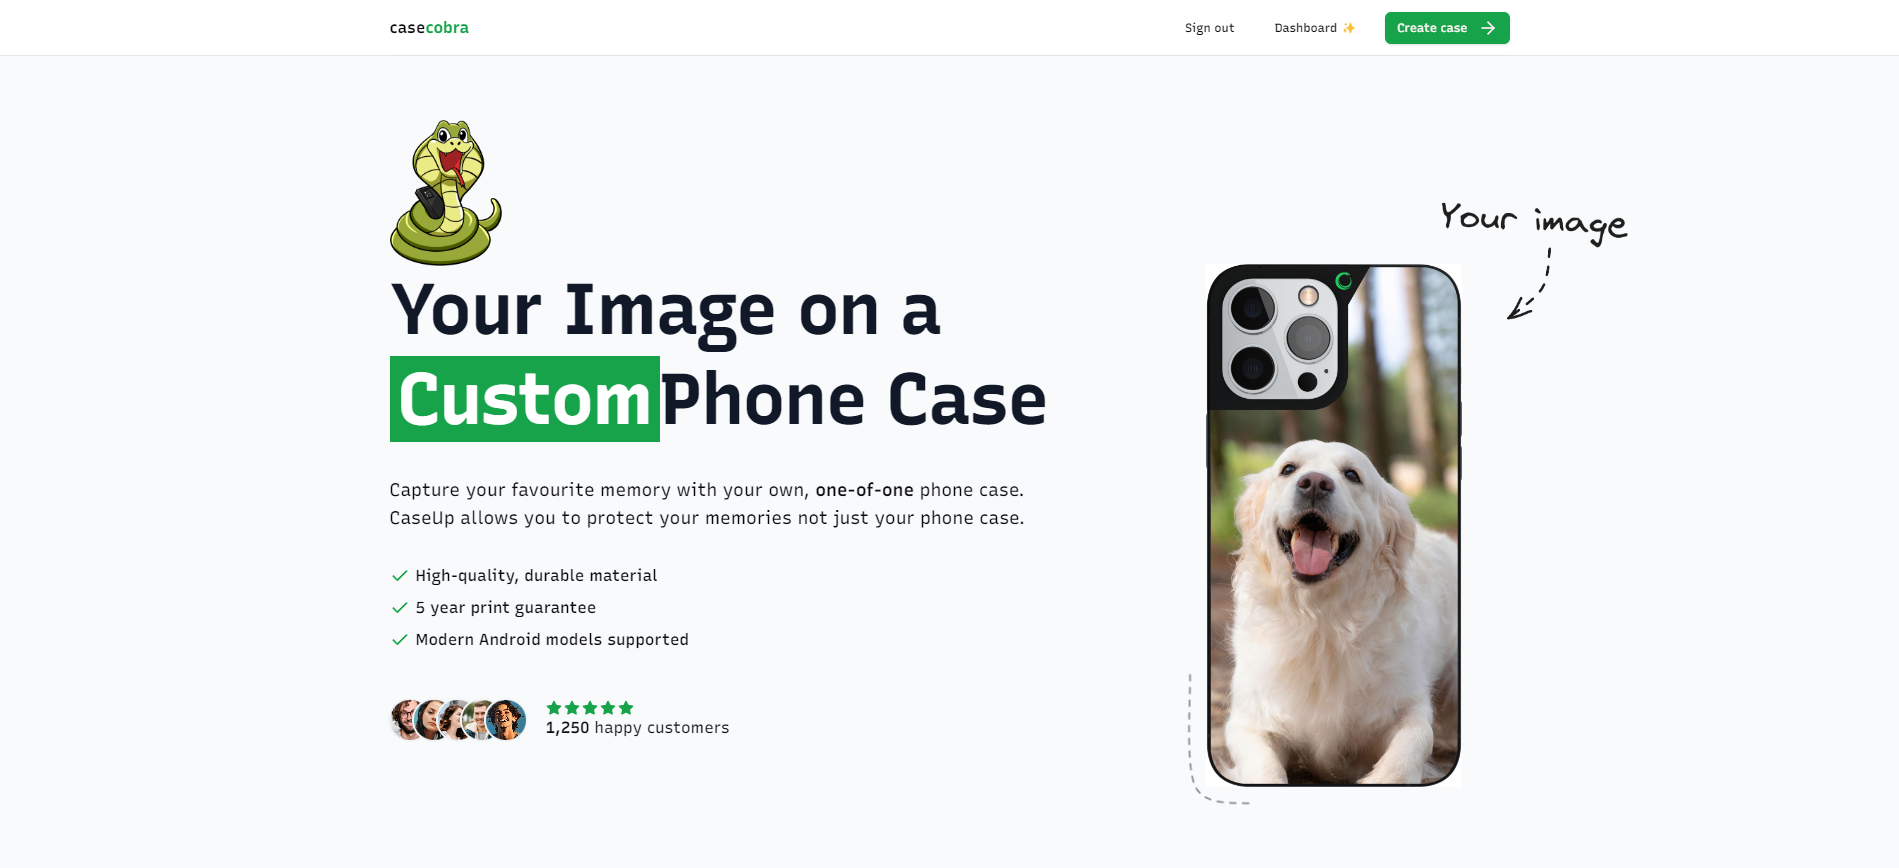 casecobra
Sign out
Dashboard ✨
Create case →
Your image
Your Image on a
Custom Phone Case
Capture your favourite memory with your own, one-of-one phone case.
CaseUp allows you to protect your memories not just your phone case.
High-quality, durable material
5 year print guarantee
Modern Android models supported
1,250 happy customers